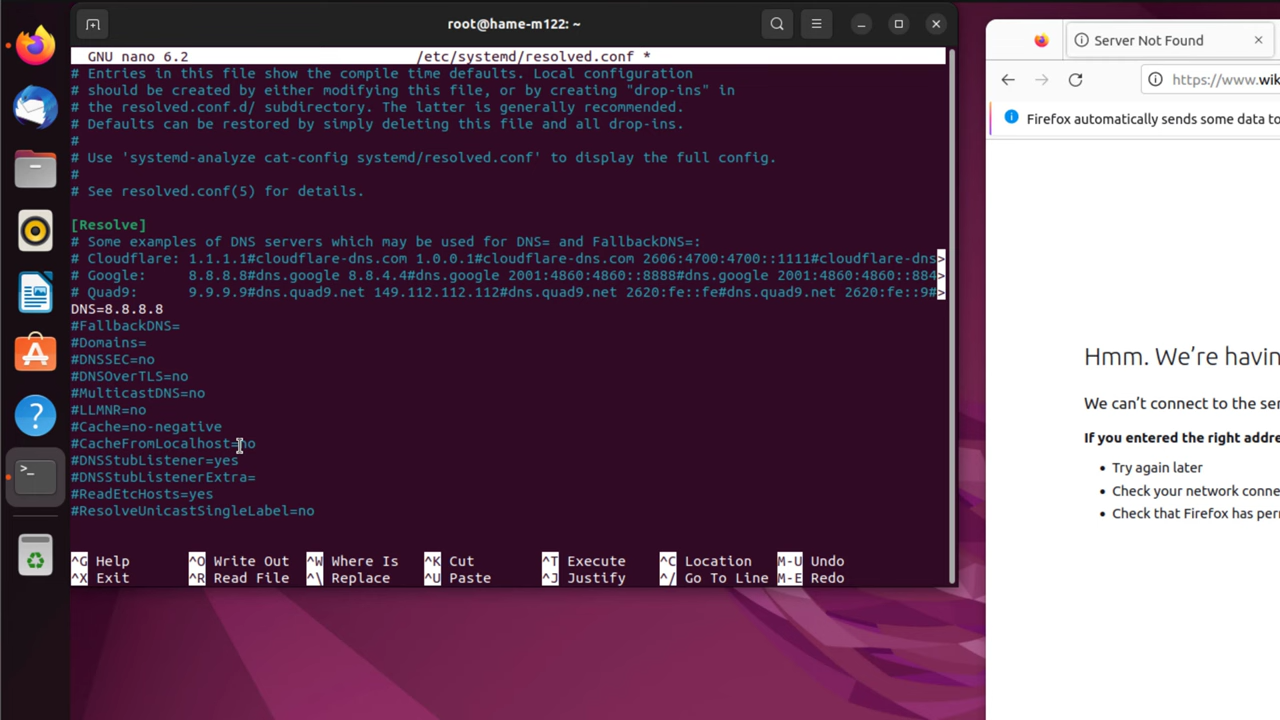 root@hame-m122: ~
GNU nano 6.2 /etc/systemd/resolved.conf *
# Entries in this file show the compile time defaults. Local configuration
# should be created by either modifying this file, or by creating "drop-ins" in
# the resolved.conf.d/ subdirectory. The latter is generally recommended.
# Defaults can be restored by simply deleting this file and all drop-ins.
#
# Use 'systemd-analyze cat-config systemd/resolved.conf' to display the full config.
#
# See resolved.conf(5) for details.
[Resolve]
# Some examples of DNS servers which may be used for DNS= and FallbackDNS=:
# Cloudflare: 1.1.1.1#cloudflare-dns.com 1.0.0.1#cloudflare-dns.com 2606:4700:4700::1111#cloudflare-dns>
# Google: 8.8.8.8#dns.google 8.8.4.4#dns.google 2001:4860:4860::8888#dns.google 2001:4860:4860::884>
# Quad9: 9.9.9.9#dns.quad9.net 149.112.112.112#dns.quad9.net 2620:fe::fe#dns.quad9.net 2620:fe::9#>
DNS=8.8.8.8
#FallbackDNS=
#Domains=
#DNSSEC=no
#DNSOverTLS=no
#MulticastDNS=no
#LLMNR=no
#Cache=no-negative
#CacheFromLocalhost=no
#DNSStubListener=yes
#DNSStubListenerExtra=
#ReadEtcHosts=yes
#ResolveUnicastSingleLabel=no
^G Help ^O Write Out ^W Where Is ^K Cut ^T Execute ^C Location M-U Undo
^X Exit ^R Read File ^\ Replace ^U Paste ^J Justify ^/ Go To Line M-E Redo
Server Not Found
https://www.wik
Firefox automatically sends some data to
Hmm. We're havin
We can't connect to the ser
If you entered the right addre
Try again later
Check your network conne
Check that Firefox has per